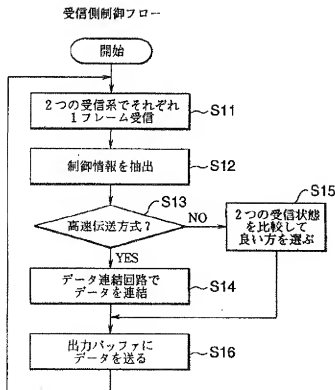 受信側制御フロー
開始
2つの受信系でそれぞれ
1フレーム受信
S11
制御情報を抽出
S12
高速伝送方式?
S13
NO
YES
2つの受信状態
を比較して
良い方を選ぶ
S15
データ連結回路で
データを連結
S14
出力バッファに
データを送る
S16